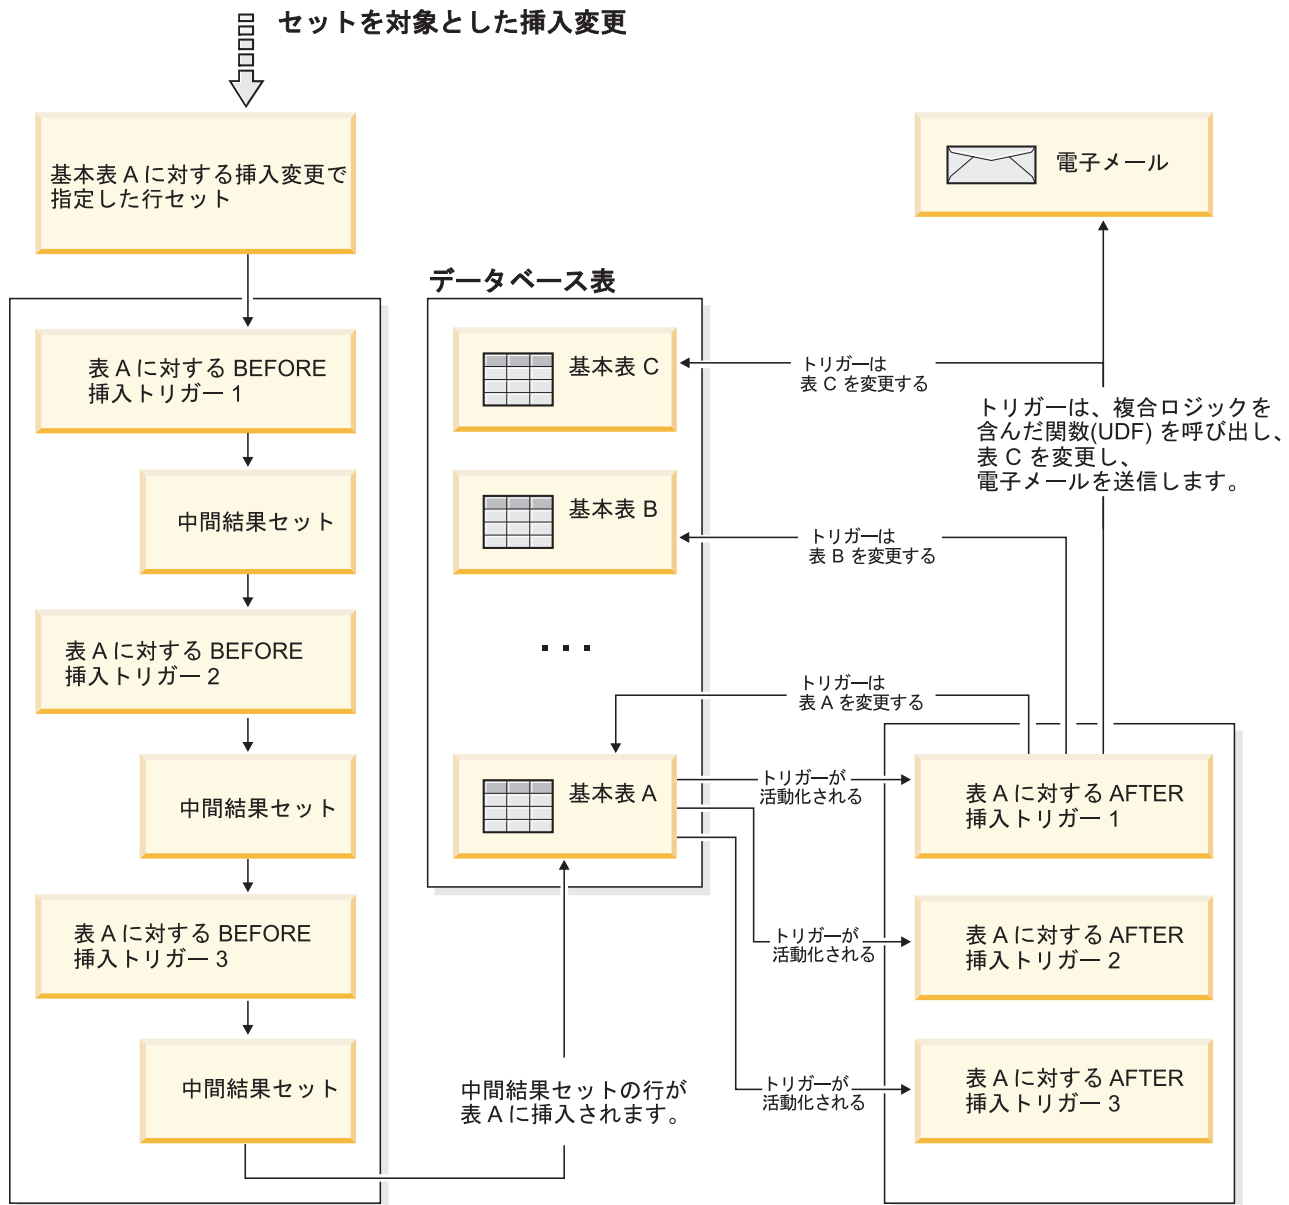 セットを対象とした挿入変更
基本表 A に対する挿入変更で
指定した行セット
表 A に対する BEFORE
挿入トリガー 1
中間結果セット
表 A に対する BEFORE
挿入トリガー 2
中間結果セット
表 A に対する BEFORE
挿入トリガー 3
中間結果セット
中間結果セットの行が
表 A に挿入されます。
データベース表
基本表 C
基本表 B
...
基本表 A
トリガーは
表 C を変更する
トリガーは
表 B を変更する
トリガーは
表 A を変更する
トリガーが
活動化される
トリガーが
活動化される
トリガーが
活動化される
電子メール
トリガーは、複合ロジックを
含んだ関数(UDF) を呼び出し、
表 C を変更し、
電子メールを送信します。
表 A に対する AFTER
挿入トリガー 1
表 A に対する AFTER
挿入トリガー 2
表 A に対する AFTER
挿入トリガー 3